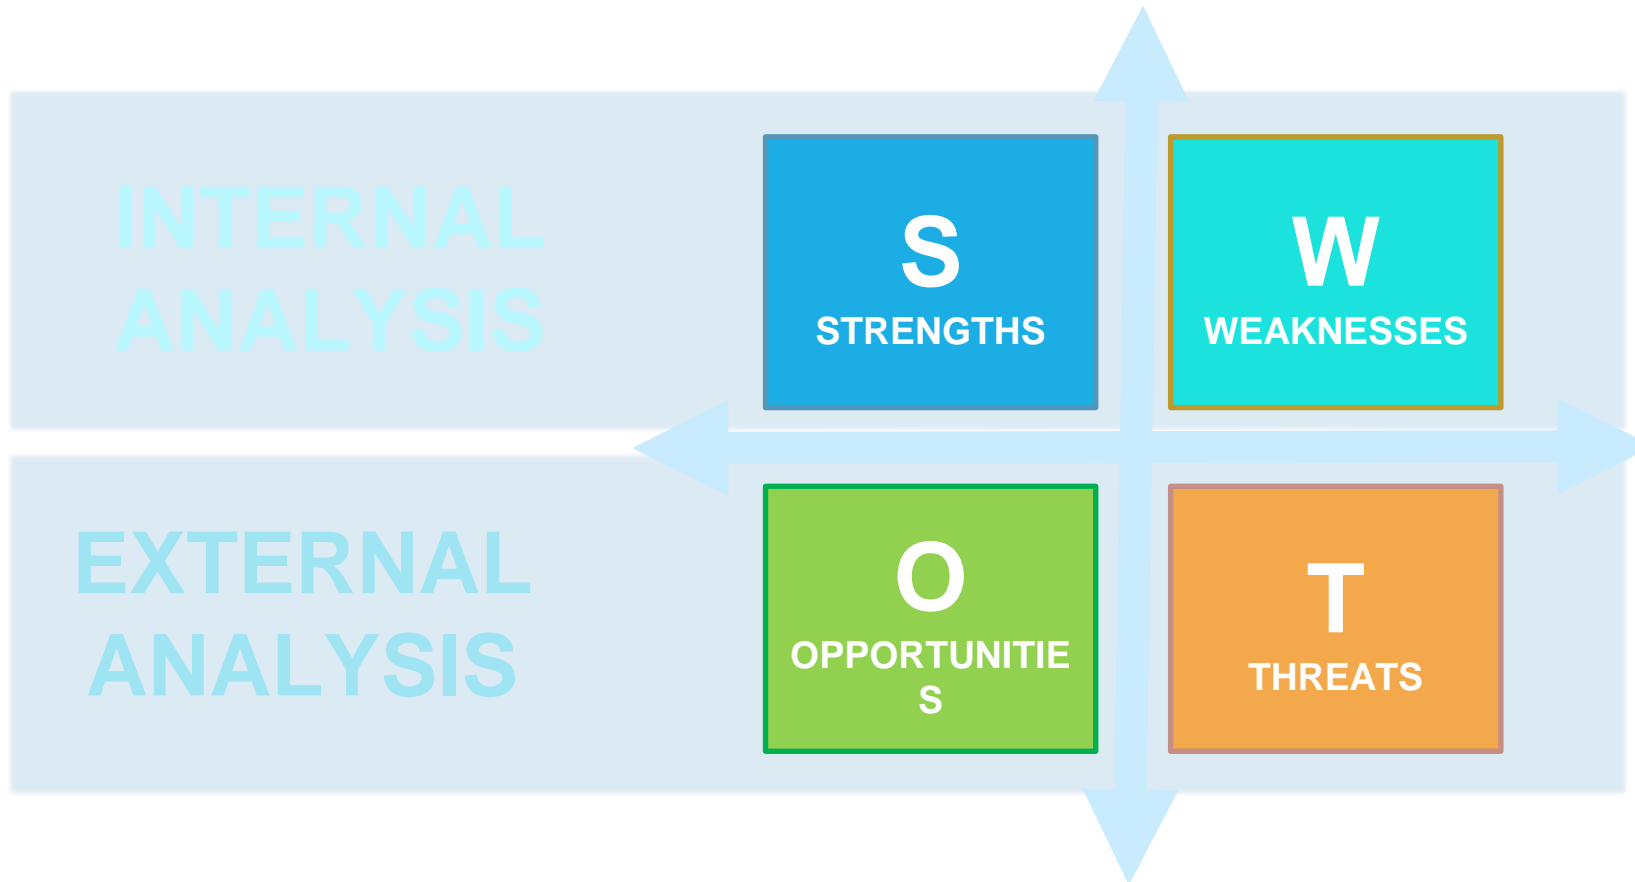 INTERNAL
ANALYSIS
S
STRENGTHS
W
WEAKNESSES
EXTERNAL
ANALYSIS
O
OPPORTUNITIE
S
T
THREATS